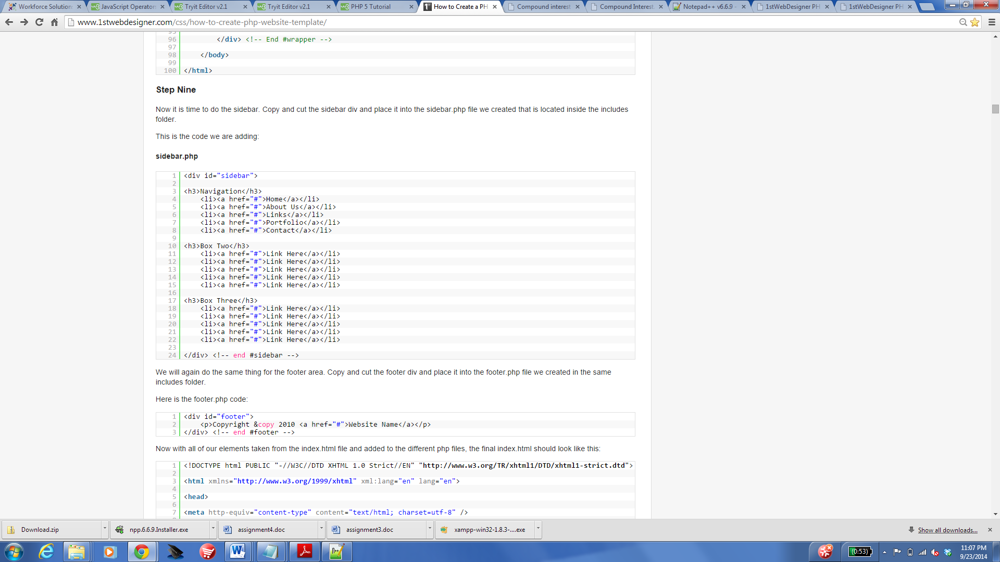 Workforce Solution
JavaScript Operator
Tryit Editor v2.1
Tryit Editor v2.1
PHP 5 Tutorial
How to Create a PH
Compound interest
Compound Interest.
Notepad++ v6.6.9 -
1stWebDesigner PH
1stWebDesigner PH
www.1stwebdesigner.com/css/how-to-create-php-website-template/
95
96 </div> <!-- End #wrapper -->
97
98 </body>
99
100 </html>
Step Nine
Now it is time to do the sidebar. Copy and cut the sidebar div and place it into the sidebar.php file we created that is located inside the includes
folder.
This is the code we are adding:
sidebar.php
1 <div id="sidebar">
2
3 <h3>Navigation</h3>
4 <li><a href="#">Home</a></li>
5 <li><a href="#">About Us</a></li>
6 <li><a href="#">Links</a></li>
7 <li><a href="#">Portfolio</a></li>
8 <li><a href="#">Contact</a></li>
9
10 <h3>Box Two</h3>
11 <li><a href="#">Link Here</a></li>
12 <li><a href="#">Link Here</a></li>
13 <li><a href="#">Link Here</a></li>
14 <li><a href="#">Link Here</a></li>
15 <li><a href="#">Link Here</a></li>
16
17 <h3>Box Three</h3>
18 <li><a href="#">Link Here</a></li>
19 <li><a href="#">Link Here</a></li>
20 <li><a href="#">Link Here</a></li>
21 <li><a href="#">Link Here</a></li>
22 <li><a href="#">Link Here</a></li>
23
24 </div> <!-- end #sidebar -->
We will again do the same thing for the footer area. Copy and cut the footer div and place it into the footer.php file we created in the same
includes folder.
Here is the footer.php code:
1 <div id="footer">
2 <p>Copyright &copy 2010 <a href="#">Website Name</a></p>
3 </div> <!-- end #footer -->
Now with all of our elements taken from the index.html file and added to the different php files, the final index.html should look like this:
1 <!DOCTYPE html PUBLIC "-//W3C//DTD XHTML 1.0 Strict//EN" "http://www.w3.org/TR/xhtml1/DTD/xhtml1-strict.dtd">
2
3 <html xmlns="http://www.w3.org/1999/xhtml" xml:lang="en" lang="en">
4
5 <head>
6
7 <meta http-equiv="content-type" content="text/html; charset=utf-8" />
Download.zip
npp.6.6.9.Installer.exe
assignment4.doc
assignment3.doc
xampp-win32-1.8.3-....exe
Show all downloads...
(0:53)
11:07 PM
9/23/2014